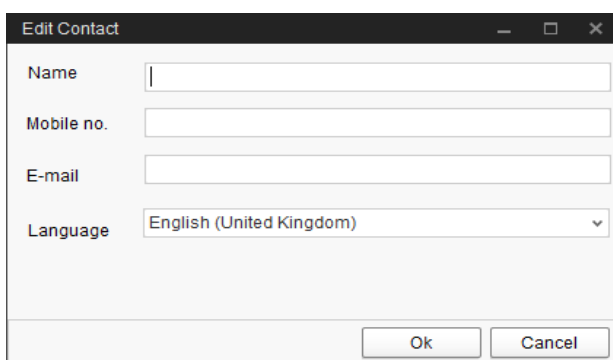 Edit Contact
Name
Mobile no.
E-mail
Language English (United Kingdom)
Ok Cancel